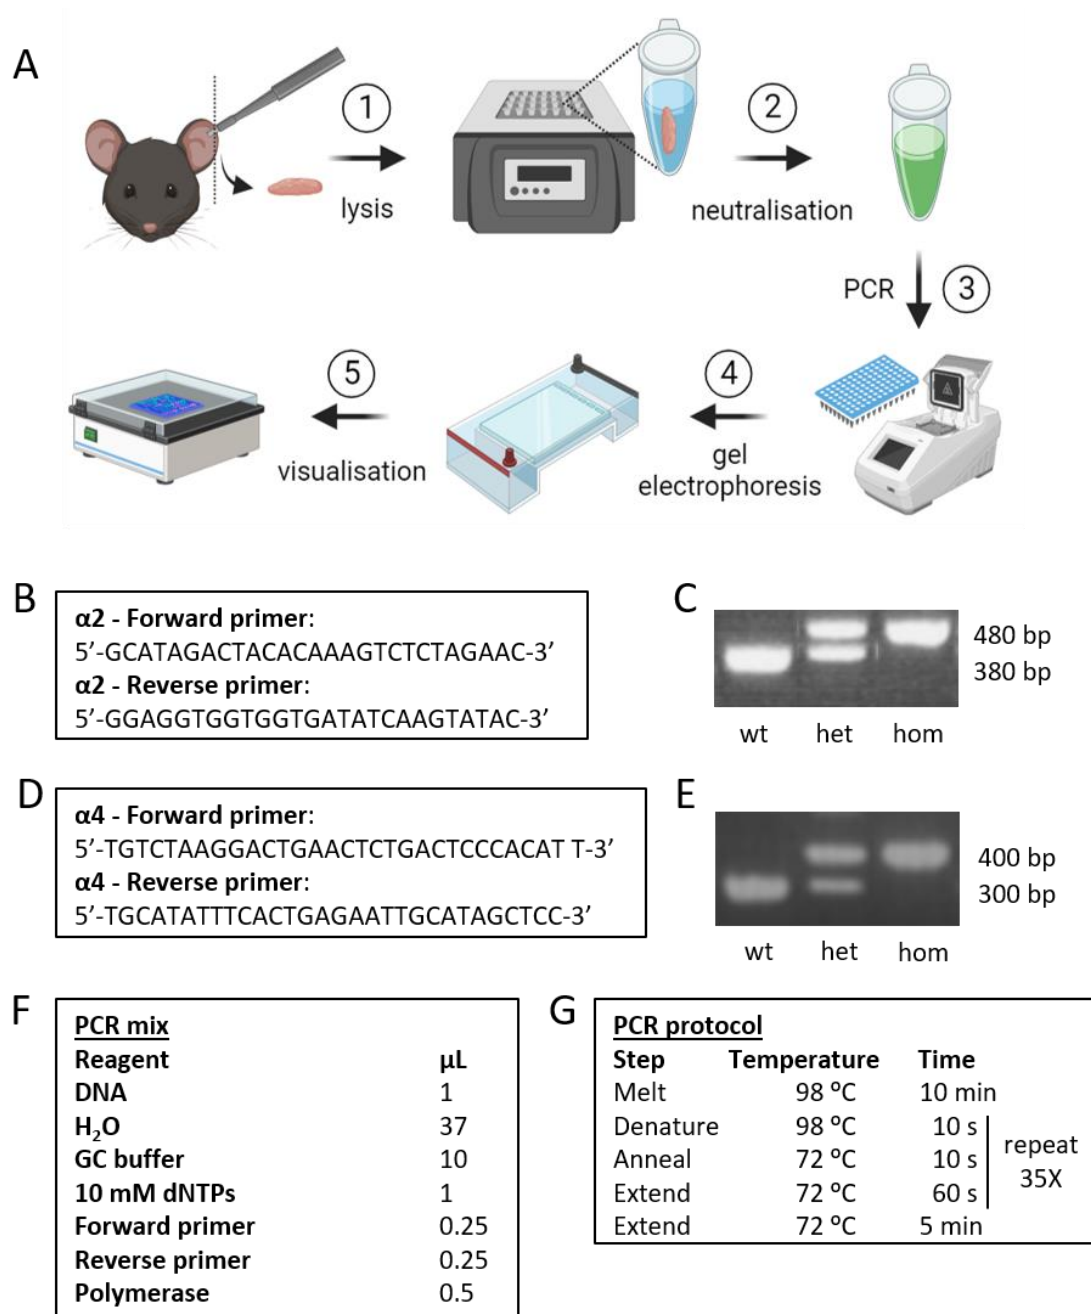 A
1
lysis
2
neutralisation
PCR
3
4
gel
electrophoresis
5
visualisation
B
α2 - Forward primer:
5’-GCATAGACTACACAAAGTCTCTAGAAC-3’
α2 - Reverse primer:
5’-GGAGGTGGTGGTGATATCAAGTATAC-3’
C
480 bp
380 bp
wt het hom
D
α4 - Forward primer:
5’-TGTCTAAGGACTGAACTCTGACTCCCACAT T-3’
α4 - Reverse primer:
5’-TGCATATTTCACTGAGAATTGCATAGCTCC-3’
E
400 bp
300 bp
wt het hom
F
PCR mix
Reagent µL
DNA 1
H₂O 37
GC buffer 10
10 mM dNTPs 1
Forward primer 0.25
Reverse primer 0.25
Polymerase 0.5
G
PCR protocol
Step Temperature Time
Melt 98 °C 10 min
Denature 98 °C 10 s
Anneal 72 °C 10 s
Extend 72 °C 60 s
repeat
35X
Extend 72 °C 5 min